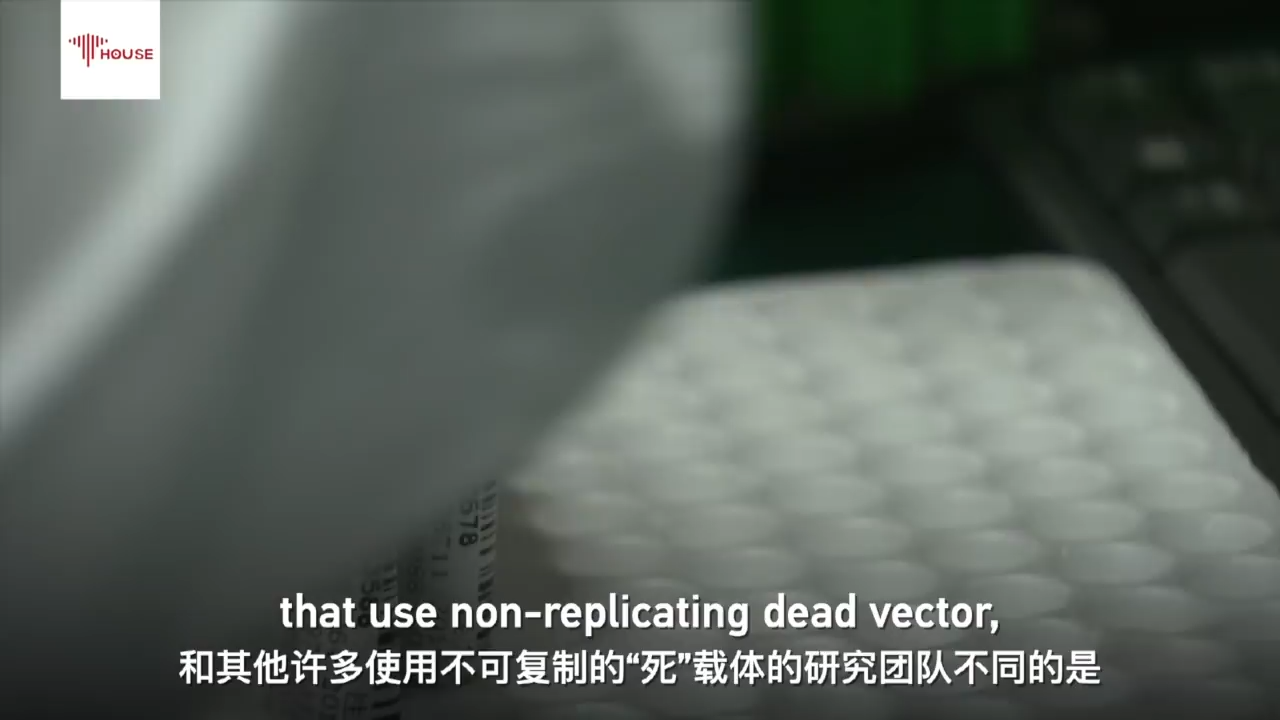 HOUSE
578
that use non-replicating dead vector,
和其他许多使用不可复制的“死”载体的研究团队不同的是